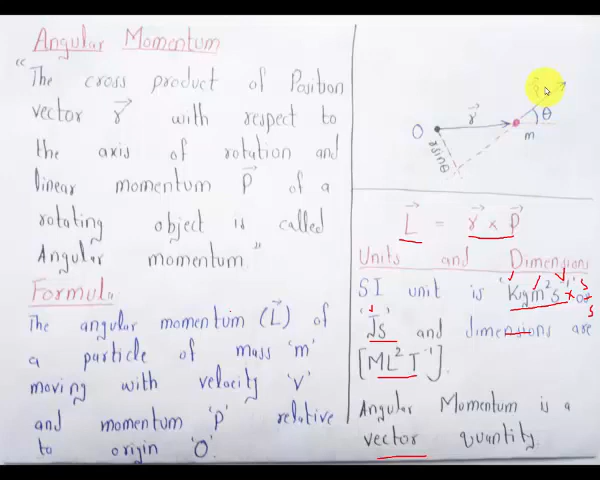 Angular Momentum
"The cross product of Position
vector r⃗ with respect to
the axis of rotation and
linear momentum P⃗ of a
rotating object is called
Angular momentum."
Formula
The angular momentum (L⃗) of
a particle of mass 'm'
moving with velocity 'v'
and momentum 'p' relative
to origin 'O'.
O r⃗ θ
m
r sinθ
L⃗ = r⃗ × p⃗
Units and Dimensions
SI unit is "Kgm²s⁻¹" or
"Js" and dimensions are
[ML²T⁻¹].
Angular Momentum is a
vector quantity.